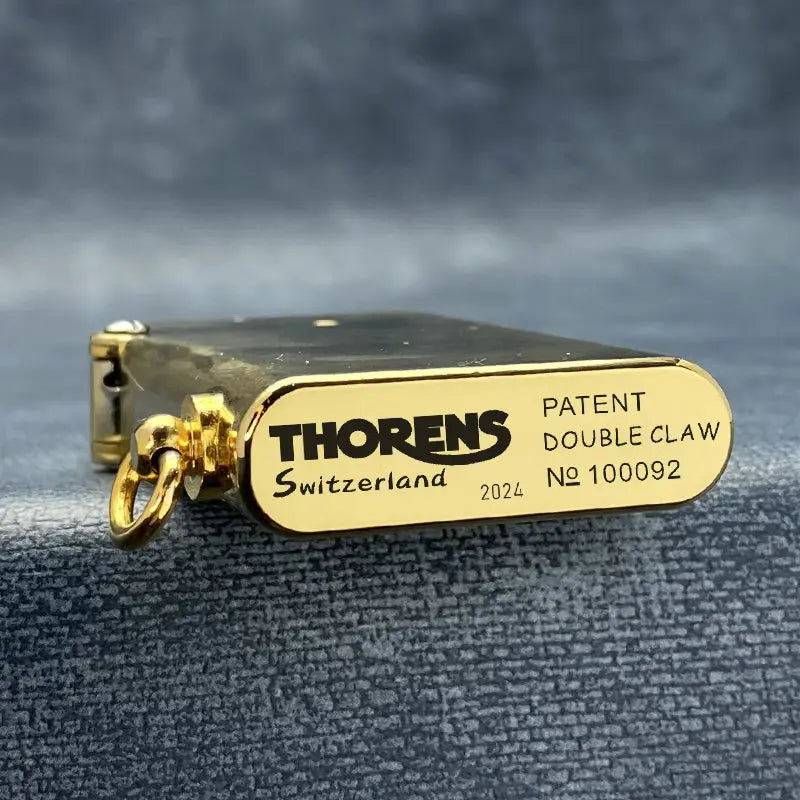 THORENS
Switzerland
2024
PATENT
DOUBLE CLAW
№ 100092